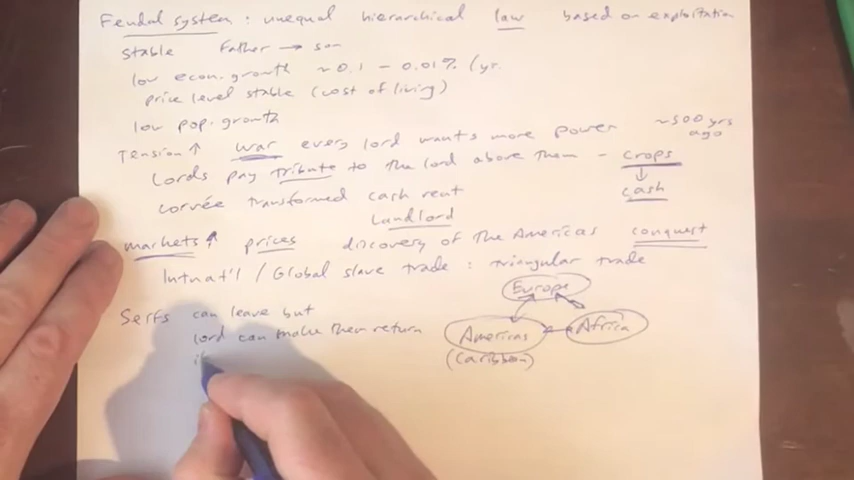 Feudal system : unequal hierarchical law based on exploitation
stable Father → son
low econ. growth ~0.1 - 0.01% /yr.
price level stable (cost of living)
low pop. growth
Tension ↑ war every lord wants more power ~500 yrs ago
Lords pay tribute to the lord above them - crops
↓
corvée transformed cash rent cash
Landlord
markets ↑ prices discovery of the Americas conquest
Intnat'l / Global slave trade : triangular trade
Europe
Serfs can leave but
lord can make them return Americas Africa
(Caribbean)